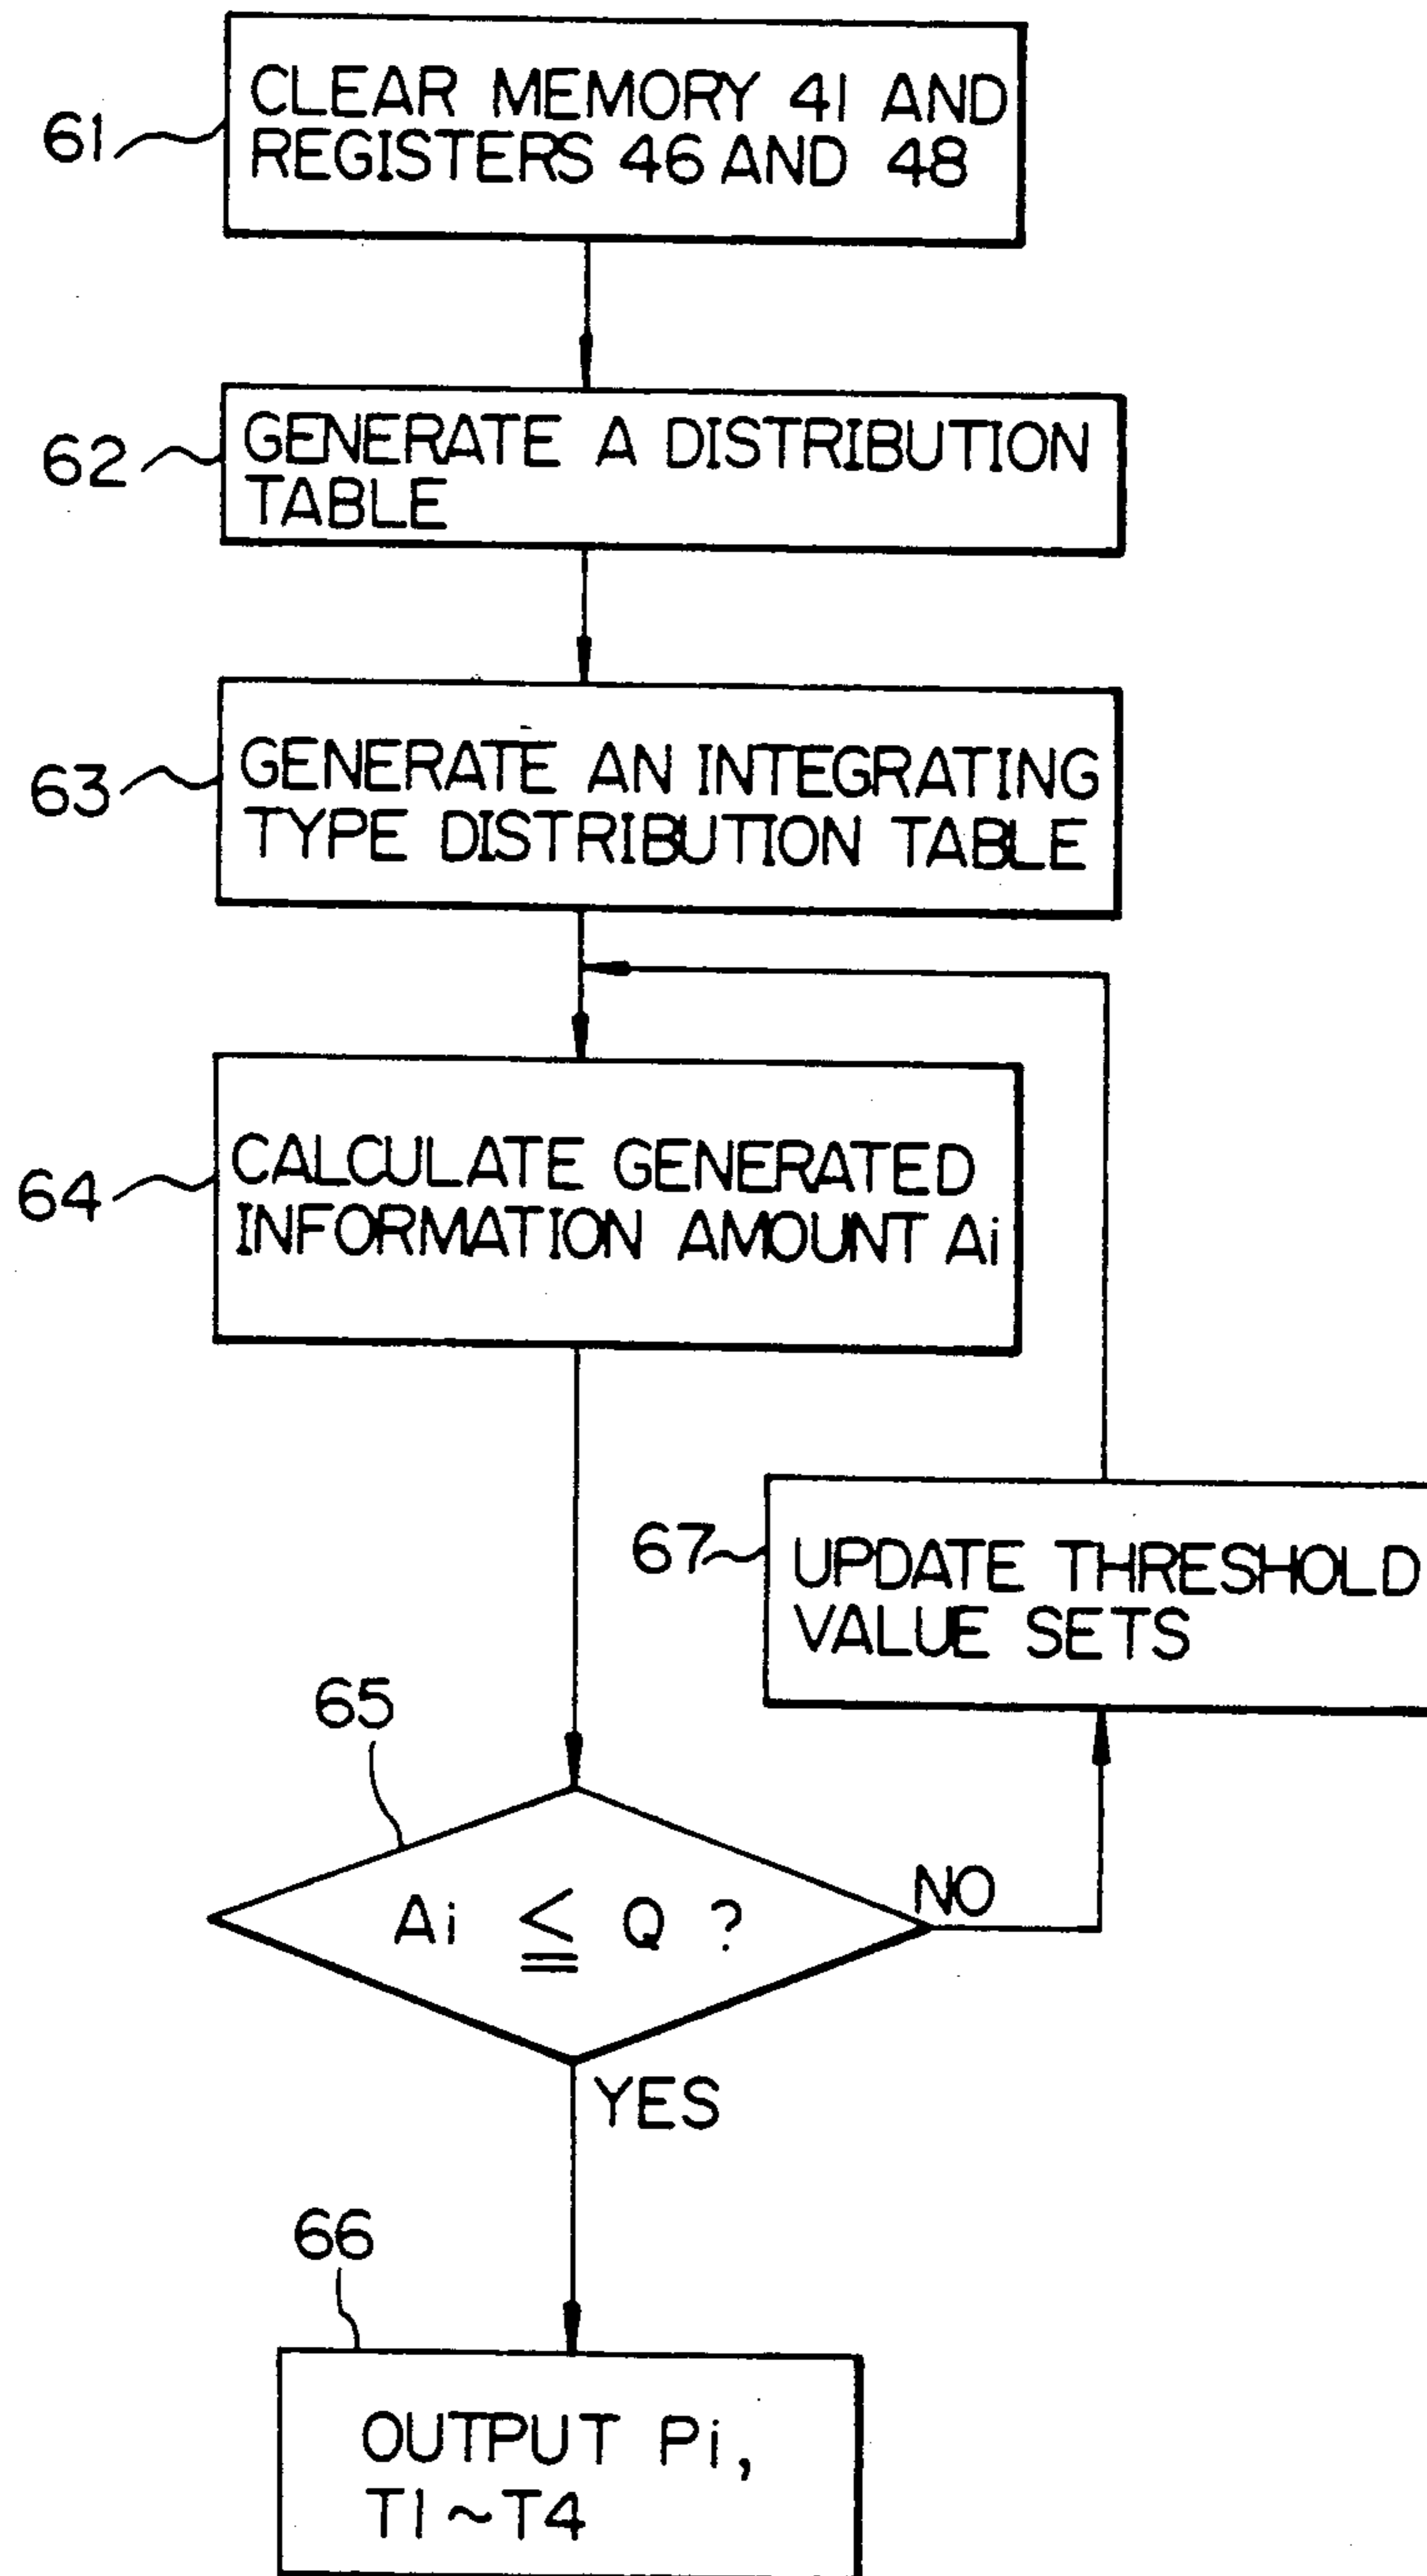 61
CLEAR MEMORY 41 AND
REGISTERS 46 AND 48
62
GENERATE A DISTRIBUTION
TABLE
63
GENERATE AN INTEGRATING
TYPE DISTRIBUTION TABLE
64
CALCULATE GENERATED
INFORMATION AMOUNT Ai
67
UPDATE THRESHOLD
VALUE SETS
65
Ai ≦ Q ?
NO
YES
66
OUTPUT Pi,
T1~T4